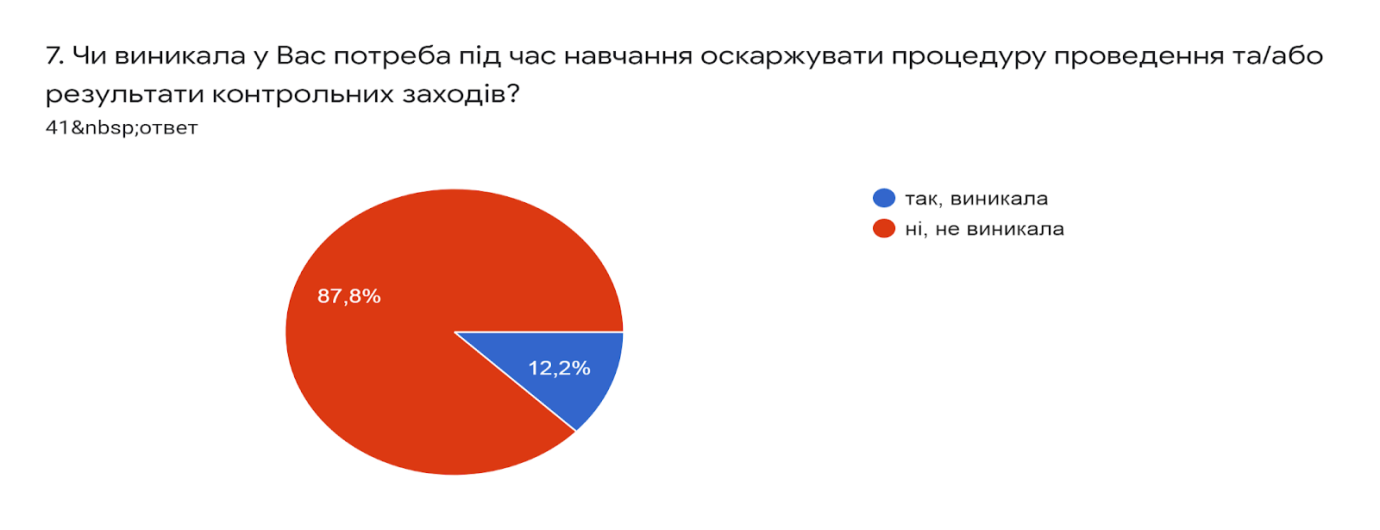 7. Чи виникала у Вас потреба під час навчання оскаржувати процедуру проведення та/або
результати контрольних заходів?
41&nbsp;ответ
так, виникала
ні, не виникала
87,8%
12,2%